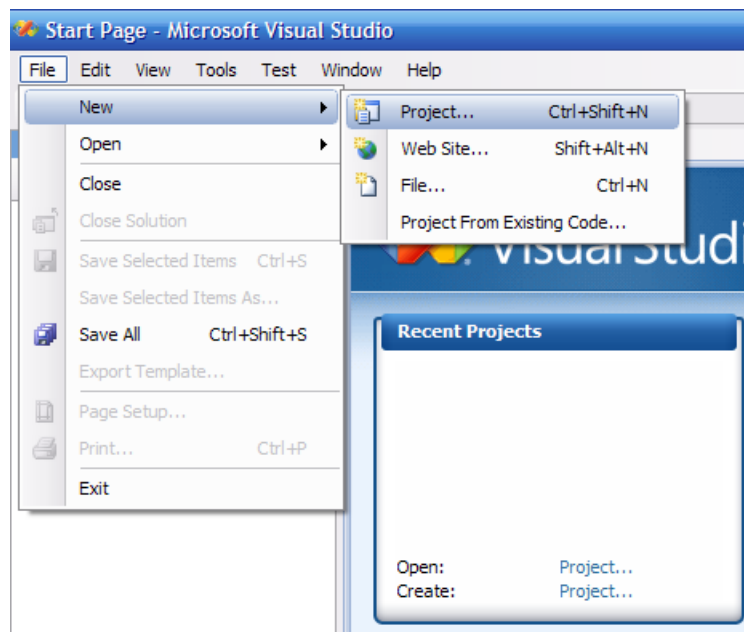 Start Page - Microsoft Visual Studio
File Edit View Tools Test Window Help
New
Project... Ctrl+Shift+N
Open
Web Site... Shift+Alt+N
Close
File... Ctrl+N
Close Solution
Project From Existing Code...
Visual Studi
Save Selected Items Ctrl+S
Save Selected Items As...
Save All Ctrl+Shift+S
Recent Projects
Export Template...
Page Setup...
Print... Ctrl+P
Exit
Open: Project...
Create: Project...